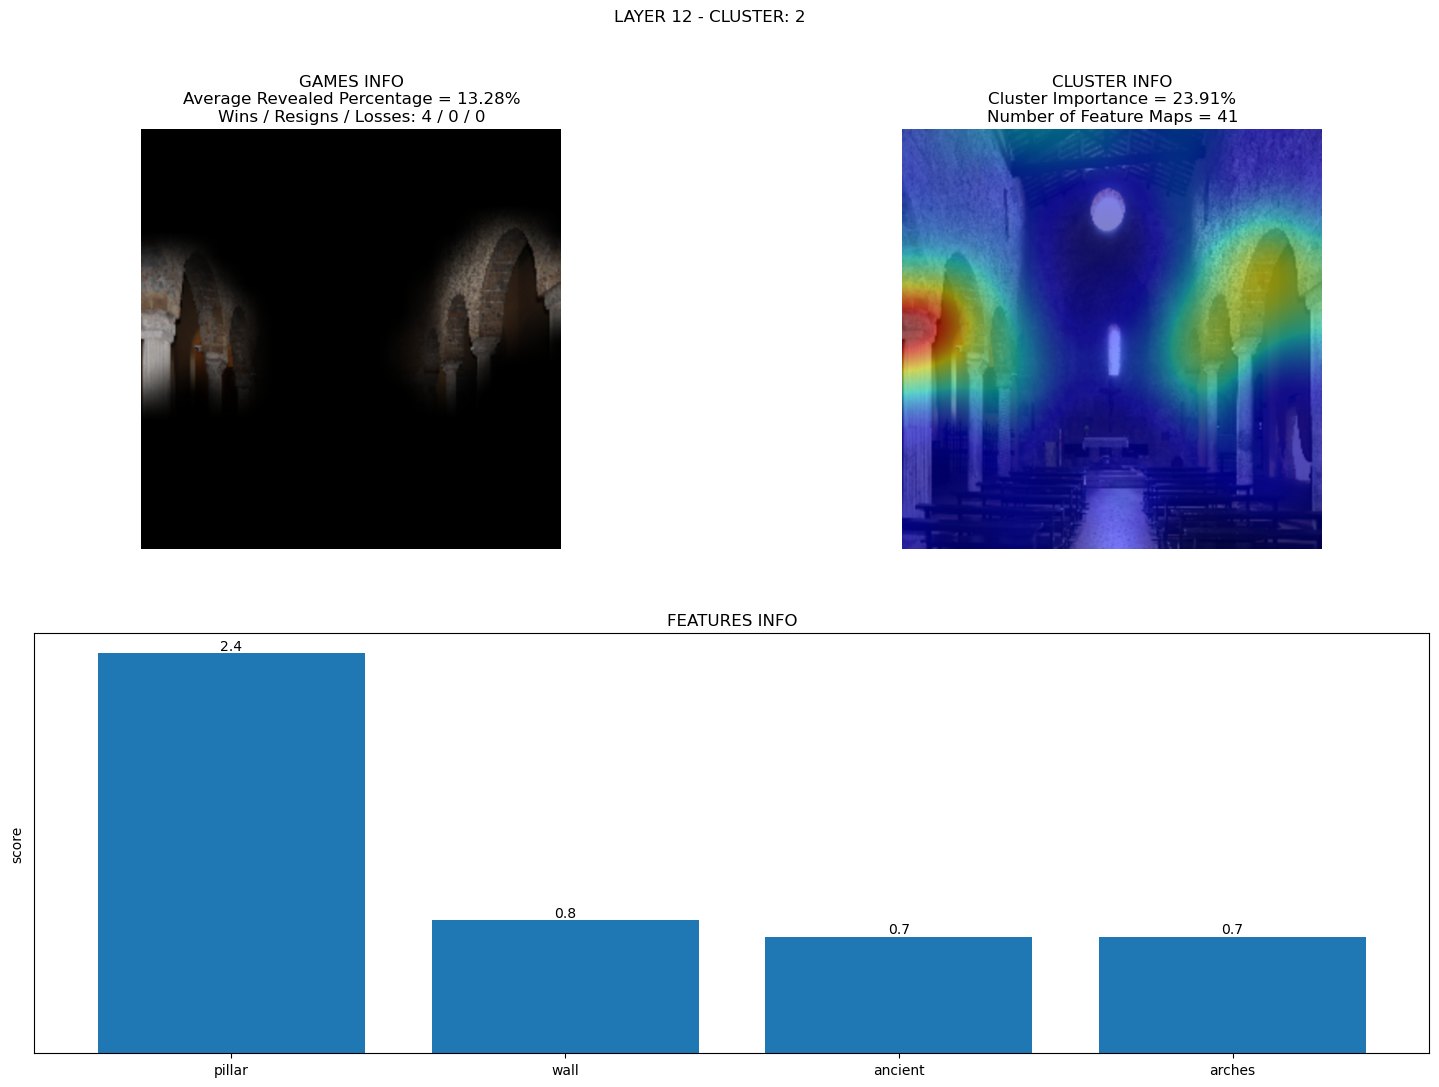 LAYER 12 - CLUSTER: 2
GAMES INFO
Average Revealed Percentage = 13.28%
Wins / Resigns / Losses: 4 / 0 / 0
CLUSTER INFO
Cluster Importance = 23.91%
Number of Feature Maps = 41
FEATURES INFO
score
2.4
0.8
0.7
0.7
pillar
wall
ancient
arches